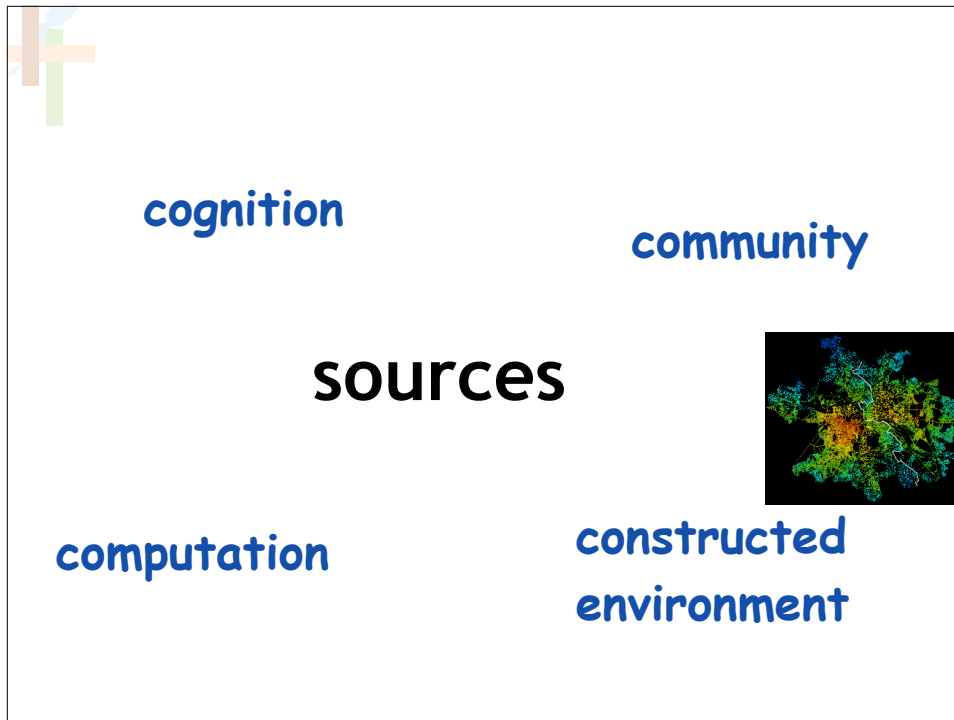 cognition
community
sources
computation
constructed
environment